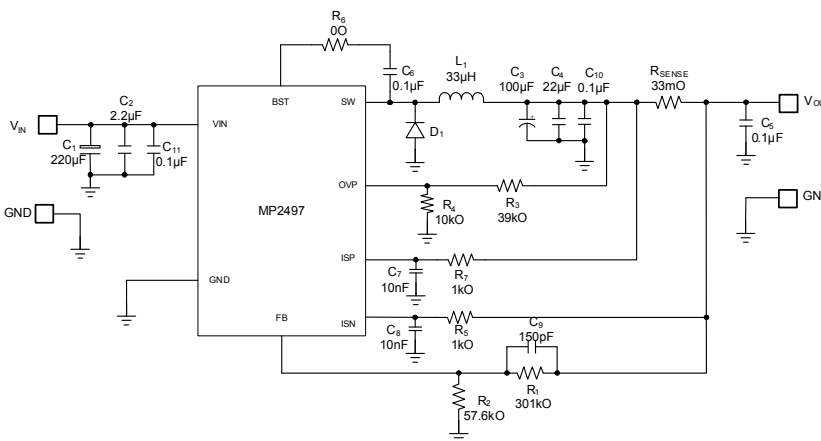 R6
0O
L1
33µH
C6
0.1µF
C3
100µF
C4
22µF
C10
0.1µF
RSENSE
33mO
BST
SW
VIN
VIN
C2
2.2µF
C1
220µF
C11
0.1µF
D1
C5
0.1µF
VOU
OVP
MP2497
R4
10kO
R3
39kO
GND
GN
ISP
C7
10nF
R7
1kO
GND
FB
ISN
C8
10nF
R5
1kO
C9
150pF
R2
57.6kO
R1
301kO